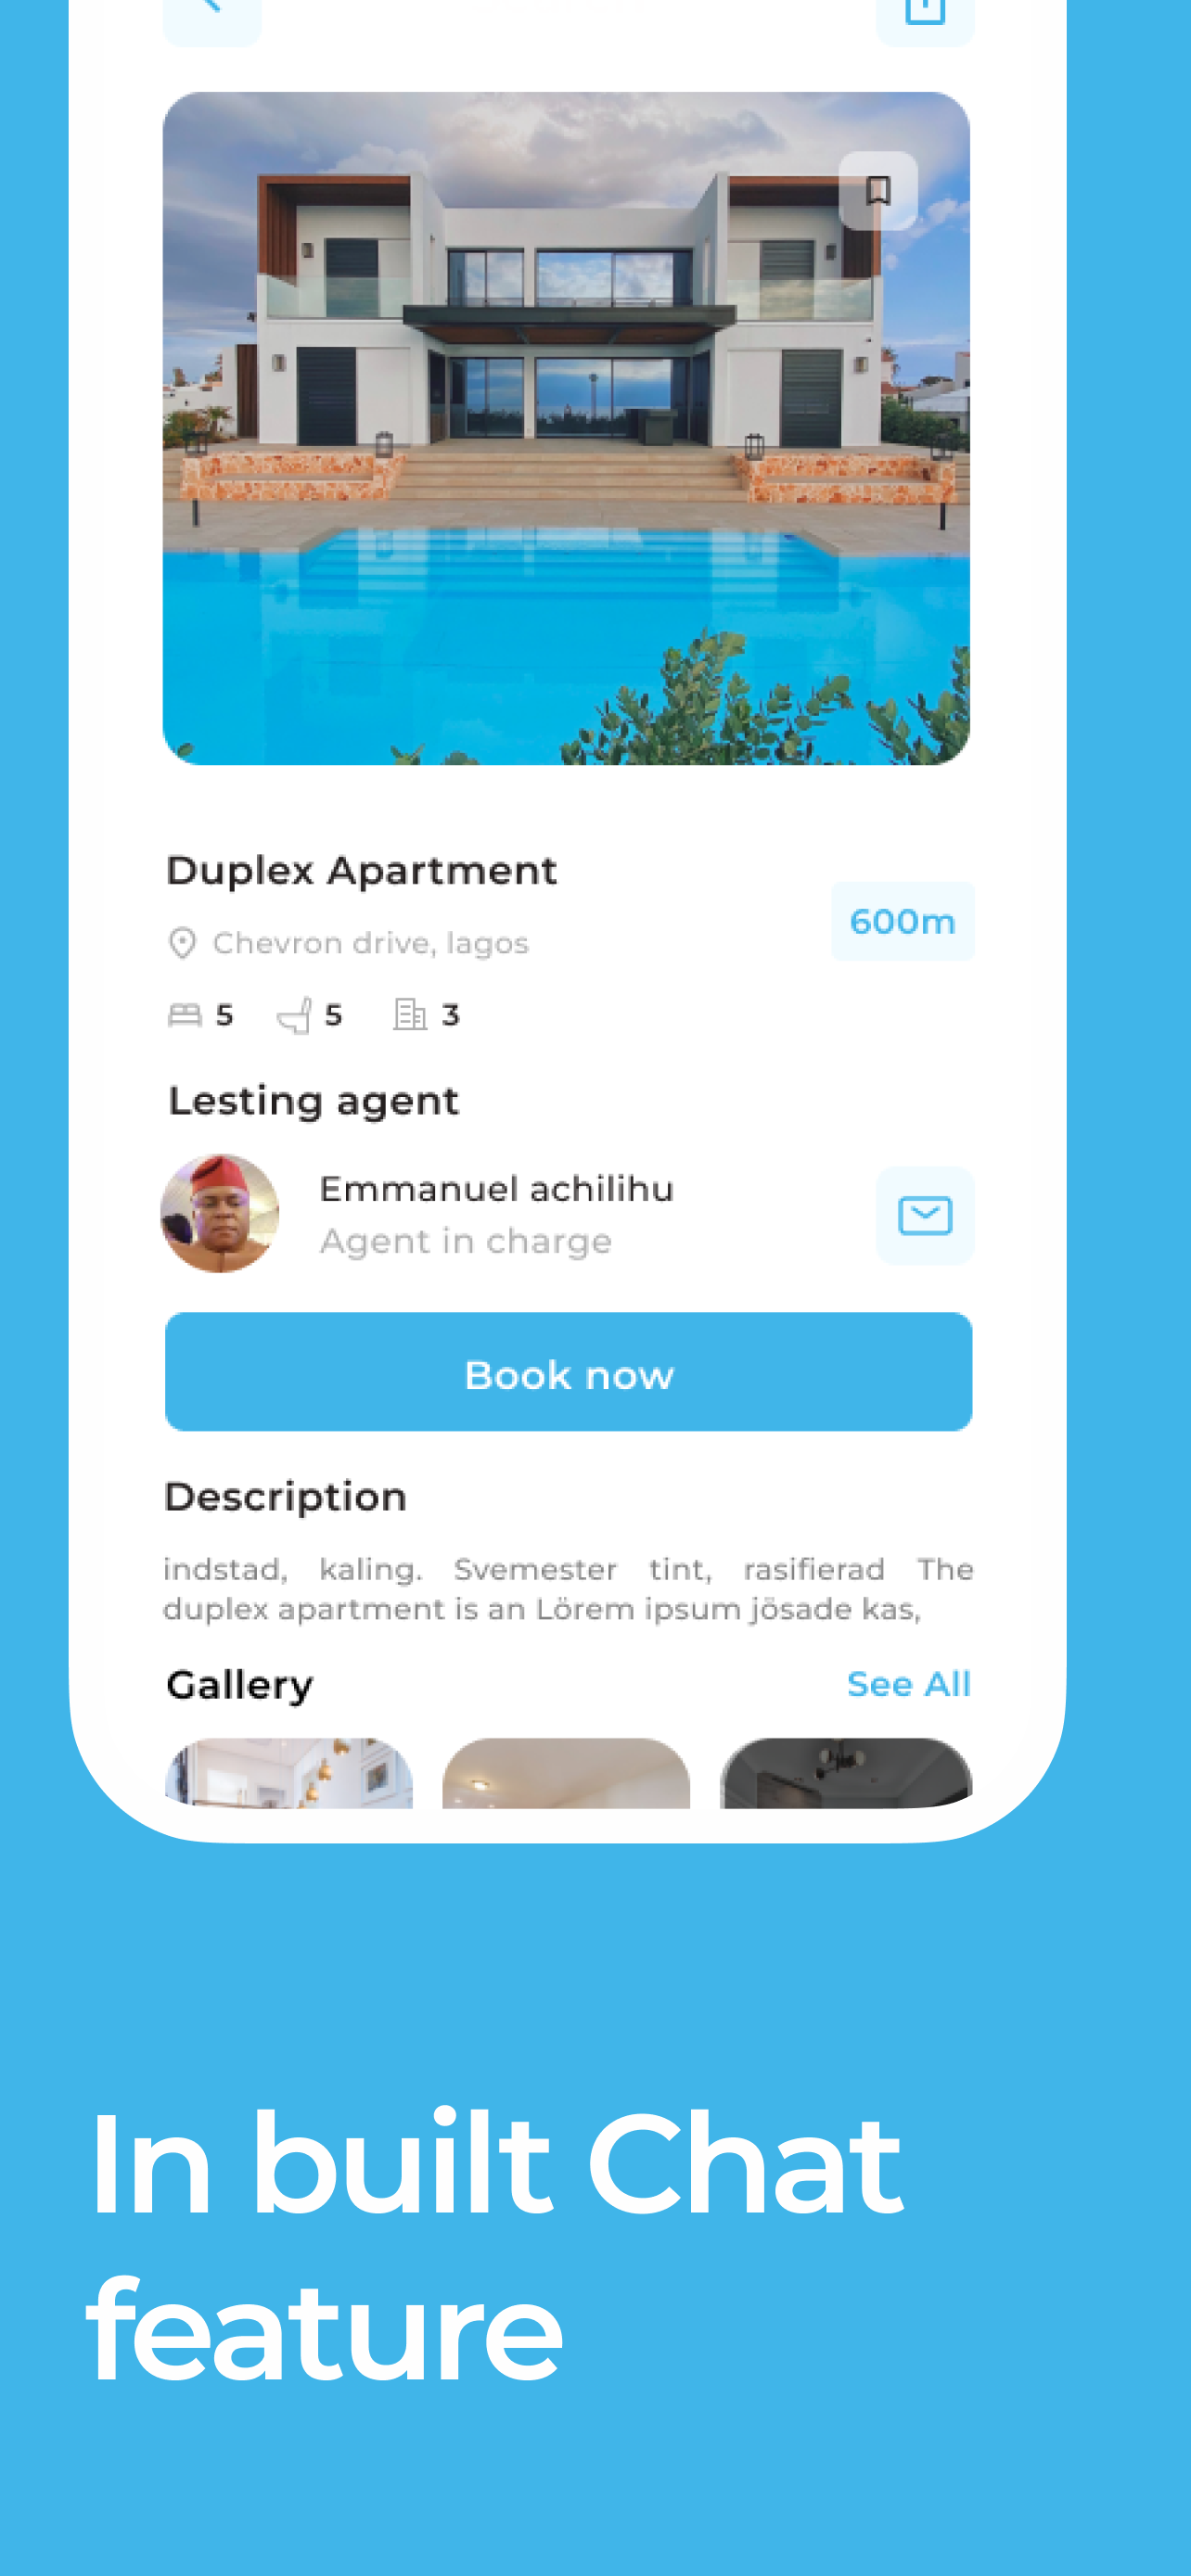 Duplex Apartment
Chevron drive, lagos
600m
5 5 3
Lesting agent
Emmanuel achilihu
Agent in charge
Book now
Description
indstad, kaling. Svemester tint, rasifierad The
duplex apartment is an Lörem ipsum jösade kas,
Gallery
See All
In built Chat
feature